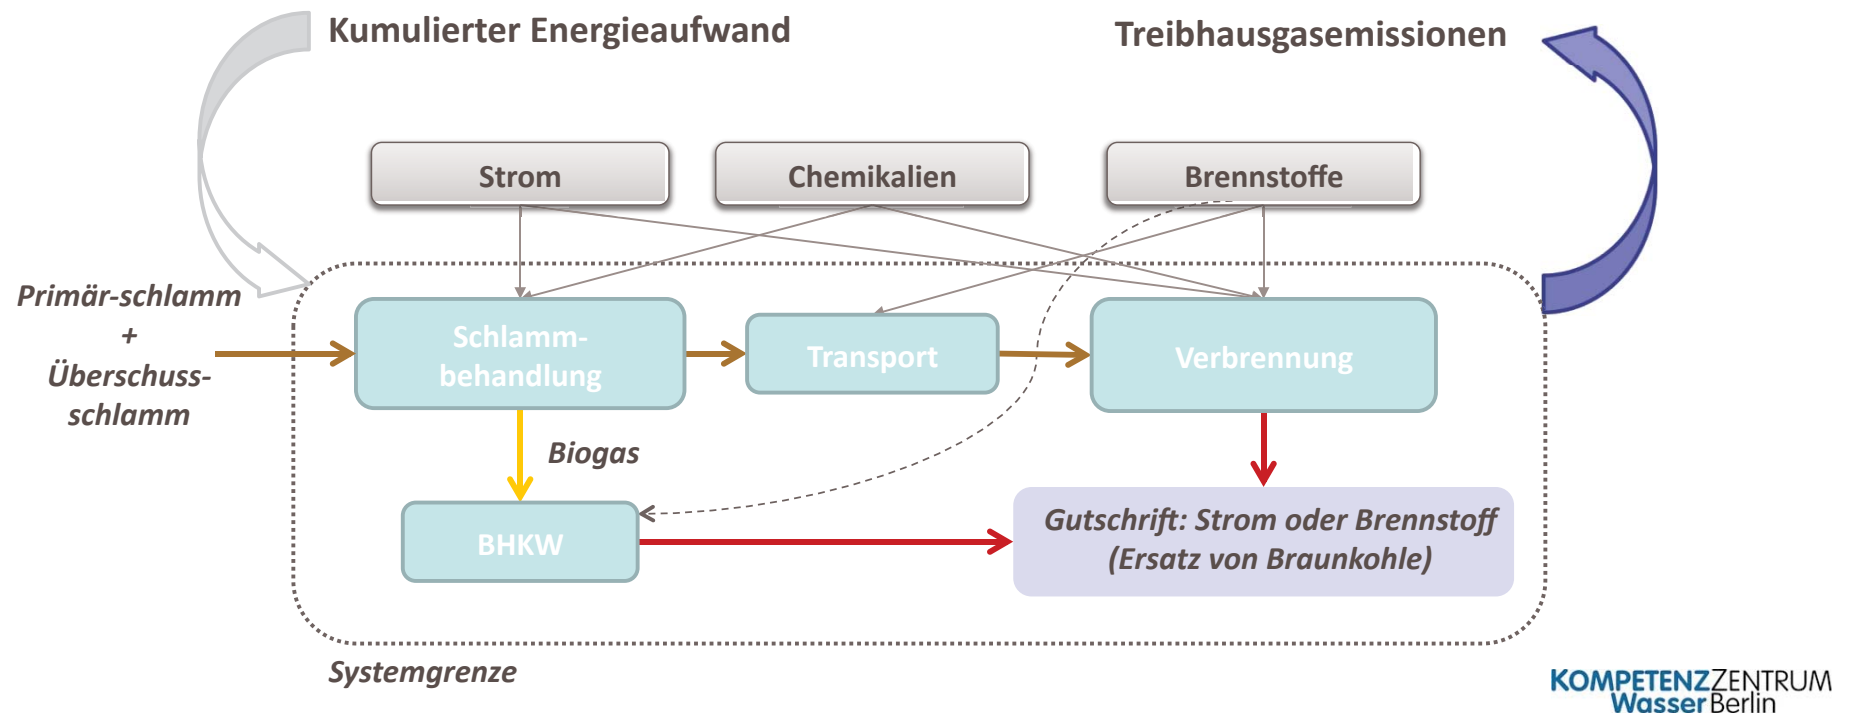 Kumulierter Energieaufwand
Treibhausgasemissionen
Strom
Chemikalien
Brennstoffe
Primär-schlamm
+
Überschuss-
schlamm
Schlamm-
behandlung
Transport
Verbrennung
Biogas
BHKW
Gutschrift: Strom oder Brennstoff
(Ersatz von Braunkohle)
Systemgrenze
KOMPETENZZENTRUM
Wasser Berlin